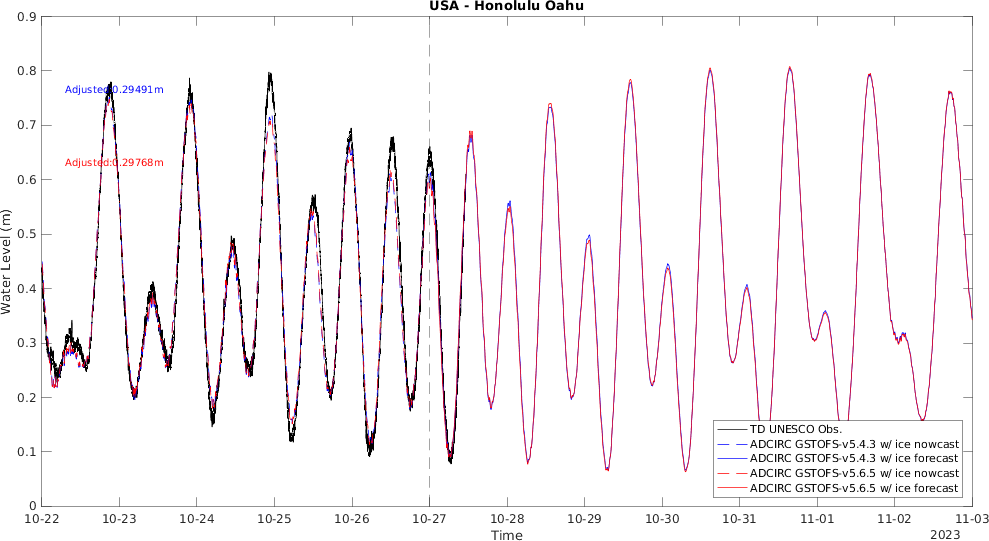 USA - Honolulu Oahu
0.9
0.8
0.7
0.6
0.5
0.4
0.3
0.2
0.1
0
Water Level (m)
Adjusted:0.29491m
Adjusted:0.29768m
TD UNESCO Obs.
ADCIRC GSTOFS-v5.4.3 w/ ice nowcast
ADCIRC GSTOFS-v5.4.3 w/ ice forecast
ADCIRC GSTOFS-v5.6.5 w/ ice nowcast
ADCIRC GSTOFS-v5.6.5 w/ ice forecast
10-22 10-23 10-24 10-25 10-26 10-27 10-28 10-29 10-30 10-31 11-01 11-02 11-03
Time
2023